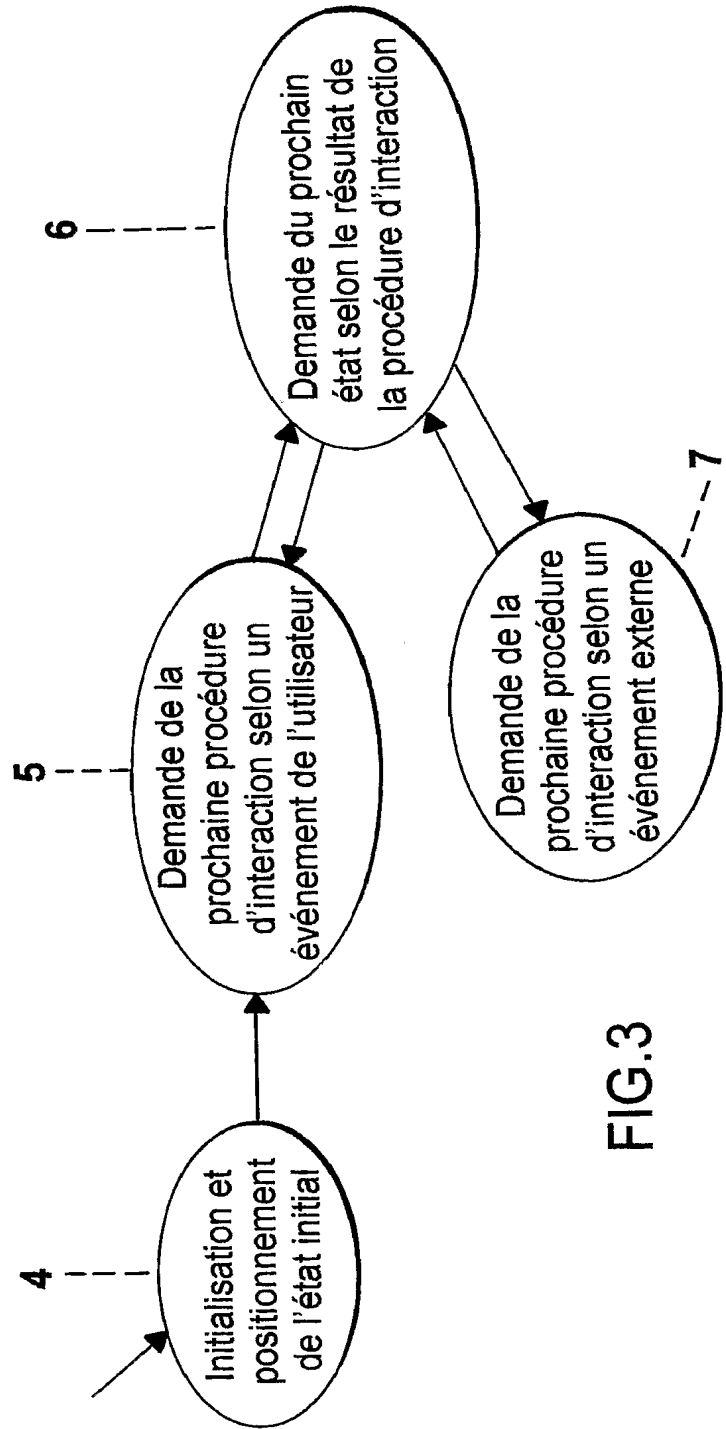 4
Initialisation et
positionnement
de l'état initial
5
Demande de la
prochaine procédure
d'interaction selon un
événement de l'utilisateur
6
Demande du prochain
état selon le résultat de
la procédure d'interaction
7
Demande de la
prochaine procédure
d'interaction selon un
événement externe
FIG.3